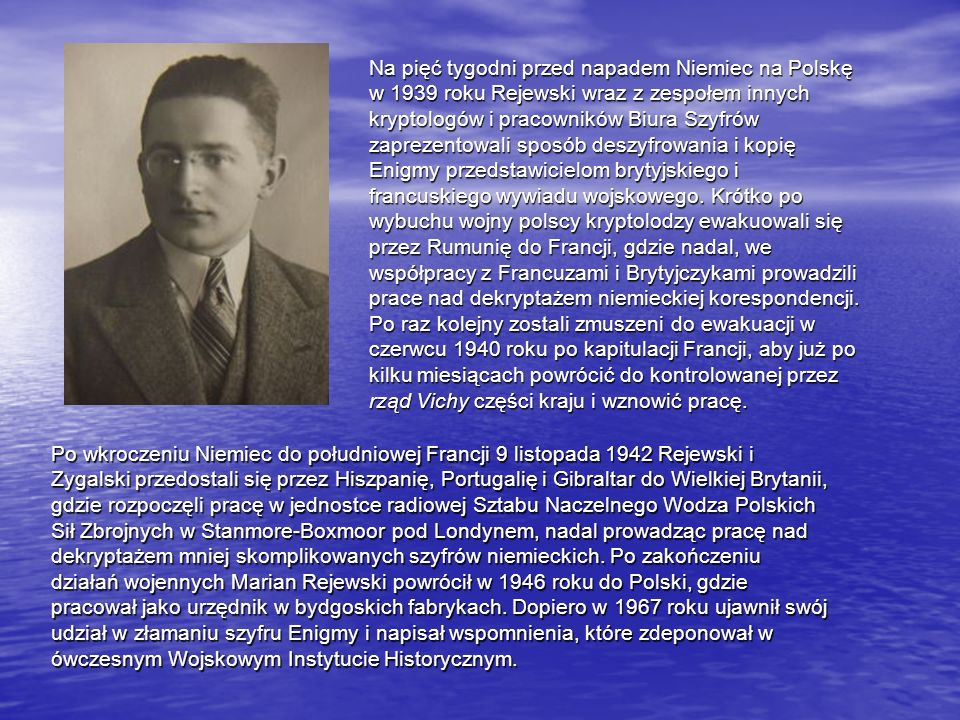 Na pięć tygodni przed napadem Niemiec na Polskę
w 1939 roku Rejewski wraz z zespołem innych
kryptologów i pracowników Biura Szyfrów
zaprezentowali sposób deszyfrowania i kopię
Enigmy przedstawicielom brytyjskiego i
francuskiego wywiadu wojskowego. Krótko po
wybuchu wojny polscy kryptolodzy ewakuowali się
przez Rumunię do Francji, gdzie nadal, we
współpracy z Francuzami i Brytyjczykami prowadzili
prace nad dekryptażem niemieckiej korespondencji.
Po raz kolejny zostali zmuszeni do ewakuacji w
czerwcu 1940 roku po kapitulacji Francji, aby już po
kilku miesiącach powrócić do kontrolowanej przez
rząd Vichy części kraju i wznowić pracę.
Po wkroczeniu Niemiec do południowej Francji 9 listopada 1942 Rejewski i
Zygalski przedostali się przez Hiszpanię, Portugalię i Gibraltar do Wielkiej Brytanii,
gdzie rozpoczęli pracę w jednostce radiowej Sztabu Naczelnego Wodza Polskich
Sił Zbrojnych w Stanmore-Boxmoor pod Londynem, nadal prowadząc pracę nad
dekryptażem mniej skomplikowanych szyfrów niemieckich. Po zakończeniu
działań wojennych Marian Rejewski powrócił w 1946 roku do Polski, gdzie
pracował jako urzędnik w bydgoskich fabrykach. Dopiero w 1967 roku ujawnił swój
udział w złamaniu szyfru Enigmy i napisał wspomnienia, które zdeponował w
ówczesnym Wojskowym Instytucie Historycznym.